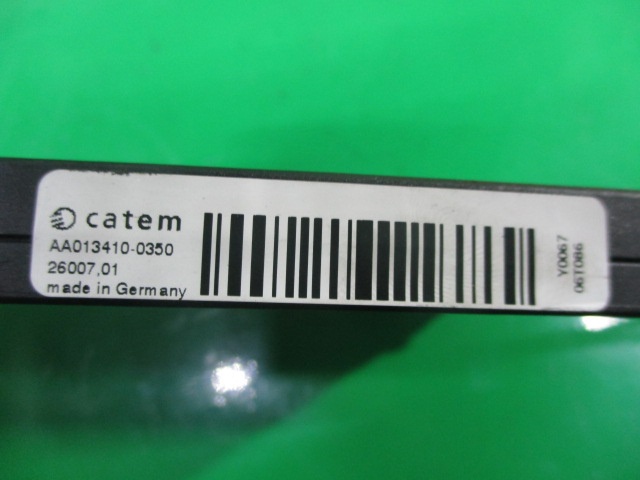 catem
AA013410-0350
26007,01
made in Germany
Y0067
06T086